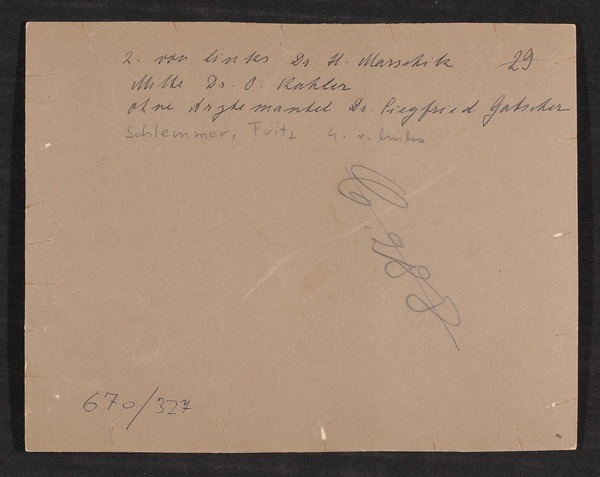 2. von links Dr. H. Marschik 29
Mitte Dr. O. Kahler
ohne Arztemantel Dr. Siegfried Gatscher
Schlemmer, Fritz 4. v. links
670/327